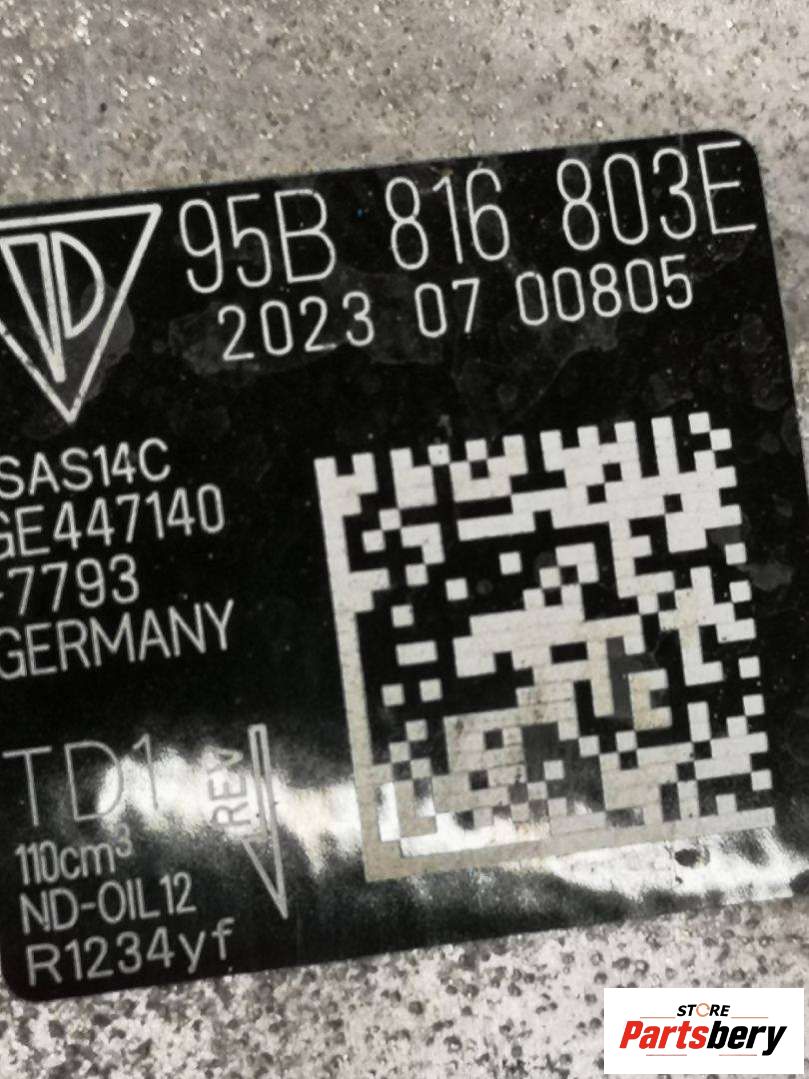 95B 816 803E
2023 07 00805
SAS14C
GE447140
-7793
GERMANY
TD1
REV
110cm³
ND-OIL12
R1234yf
STORE
Partsbery